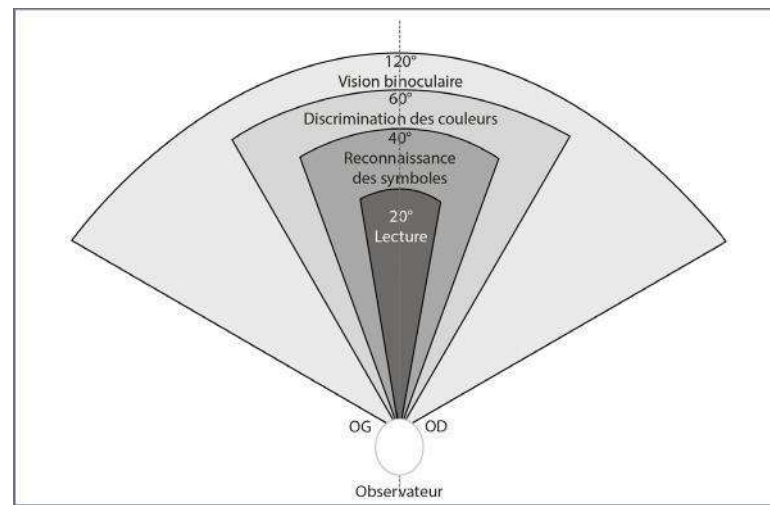 120°
Vision binoculaire
60°
Discrimination des couleurs
40°
Reconnaissance
des symboles
20°
Lecture
OG OD
Observateur